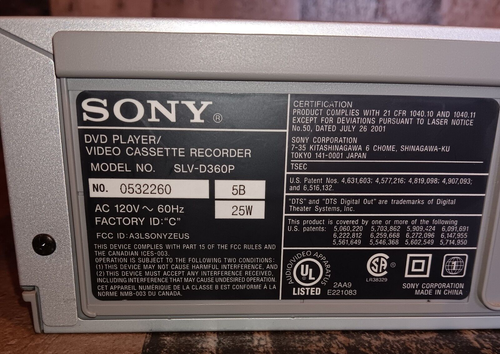 SONY®
DVD PLAYER/
VIDEO CASSETTE RECORDER
MODEL NO. SLV-D360P
NO. 0532260 5B
AC 120V ~ 60Hz 25W
FACTORY ID:"C"
FCC ID: A3LSONYZEUS
THIS DEVICE COMPLIES WITH PART 15 OF THE FCC RULES AND
THE CANADIAN ICES-003.
OPERATION IS SUBJECT TO THE FOLLOWING TWO CONDITIONS:
(1) THIS DEVICE MAY NOT CAUSE HARMFUL INTERFERENCE, AND
(2) THIS DEVICE MUST ACCEPT ANY INTERFERENCE RECEIVED,
INCLUDING INTERFERENCE THAT MAY CAUSE UNDESIRED OPERATION.
CET APPAREIL NUMÉRIQUE DE LA CLASSE B EST CONFORME À LA
NORME NMB-003 DU CANADA.
CERTIFICATION
PRODUCT COMPLIES WITH 21 CFR 1040.10 AND 1040.11
EXCEPT FOR DEVIATIONS PURSUANT TO LASER NOTICE
No.50, DATED JULY 26 2001
SONY CORPORATION
7-35 KITASHINAGAWA 6 CHOME, SHINAGAWA-KU
TOKYO 141-0001 JAPAN
TSEC
U.S. Patent Nos. 4,631,603; 4,577,216; 4,819,098; 4,907,093;
and 6,516,132.
"DTS" and "DTS Digital Out" are trademarks of Digital
Theater Systems, Inc.
This product is covered by one or more of the following
U.S. patents: 5,060,220 5,703,862 5,909,424 6,091,691
6,222,812 6,259,668 6,272,096 6,147,955
5,561,649 5,546,368 5,602,549 5,714,950
AUDIO/VIDEO APPARATUS
UL
LISTED
2AA9
E221083
SA
LR38329
SONY CORPORATION
MADE IN CHINA